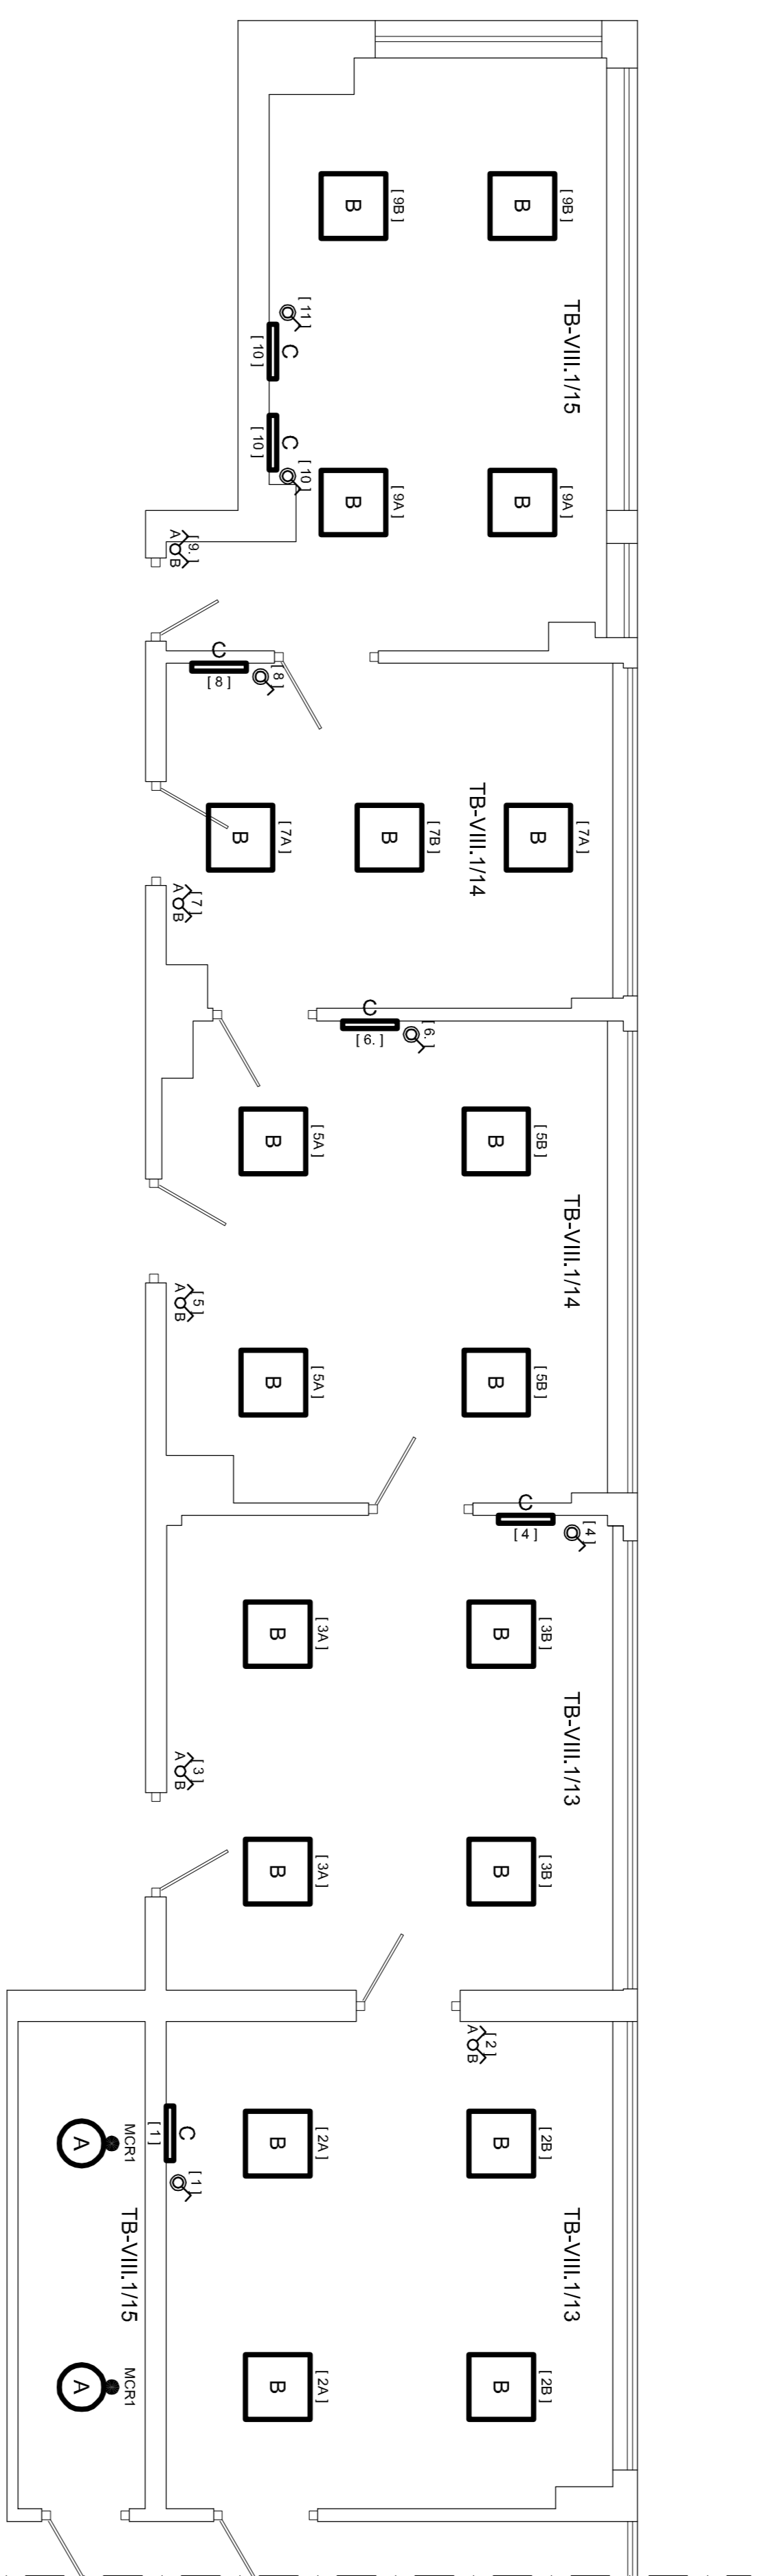 [ 9B ]
B
[ 9B ]
B
TB-VIII.1/15
[ 11 ]
C
[ 10 ]
C
[ 10 ]
[ 10 ]
B
[ 9A ]
B
[ 9A ]
[ 9. ]
A
B
C
[ 8 ]
[ 8 ]
TB-VIII.1/14
B
[ 7A ]
B
[ 7B ]
B
[ 7A ]
[ 7 ]
A
B
C
[ 6. ]
[ 6. ]
B
[ 5A ]
B
[ 5B ]
TB-VIII.1/14
[ 5 ]
A
B
B
[ 5A ]
B
[ 5B ]
C
[ 4 ]
[ 4 ]
B
[ 3A ]
B
[ 3B ]
TB-VIII.1/13
[ 3 ]
A
B
B
[ 3A ]
B
[ 3B ]
[ 2 ]
A
B
A
MCR1
C
[ 1 ]
[ 1 ]
B
[ 2A ]
B
[ 2B ]
TB-VIII.1/15
TB-VIII.1/13
A
MCR1
B
[ 2A ]
B
[ 2B ]